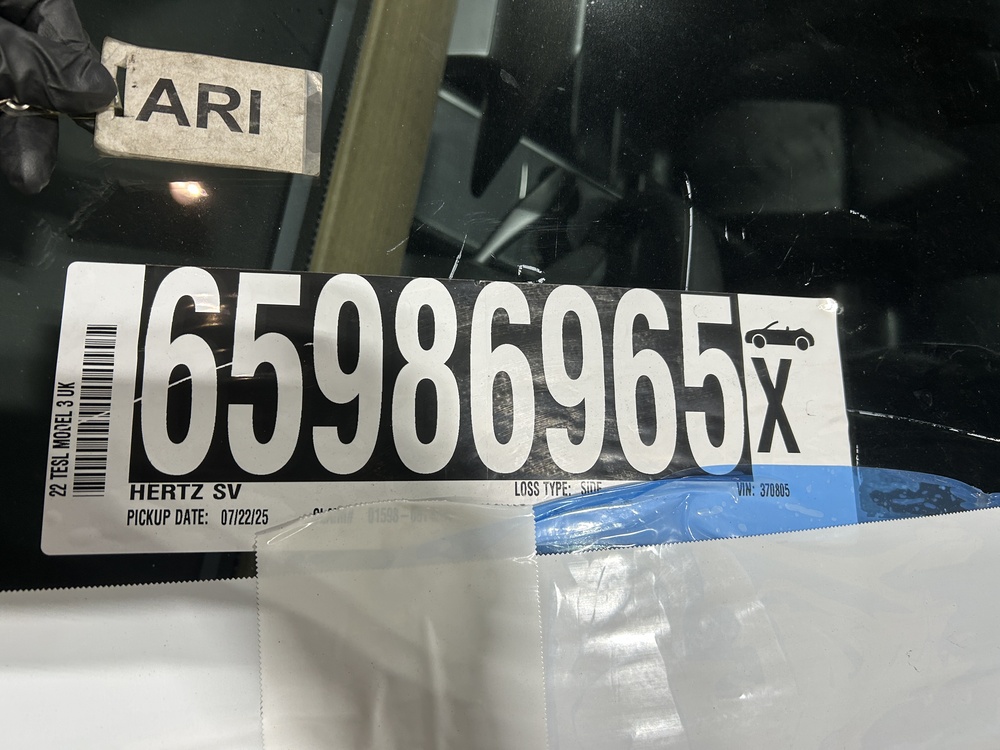 ARI
65986965
X
22 TESL MODEL 3 UK
HERTZ SV
LOSS TYPE: SIDE
VIN: 370805
PICKUP DATE: 07/22/25